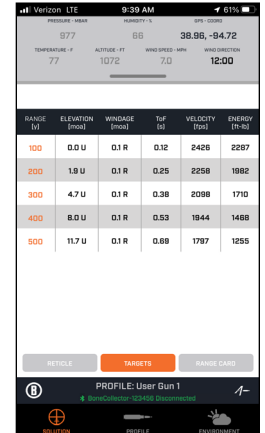 Verizon LTE 9:39 AM 61%
PRESSURE - MBAR HUMIDITY - % GPS - COORD
977 66 38.96, -94.72
TEMPERATURE - F ALTITUDE - FT WIND SPEED - MPH WIND DIRECTION
77 1072 7.0 12:00
RANGE ELEVATION WINDAGE ToF VELOCITY ENERGY
[y] [moa] [moa] [s] [fps] [ft-lb]
100 0.0 U 0.1 R 0.12 2426 2287
200 1.9 U 0.1 R 0.25 2258 1982
300 4.7 U 0.1 R 0.38 2098 1710
400 8.0 U 0.1 R 0.53 1944 1468
500 11.7 U 0.1 R 0.69 1797 1255
RETICLE TARGETS RANGE CARD
PROFILE: User Gun 1
BoneCollector-123456 Disconnected
SOLUTION PROFILE ENVIRONMENT